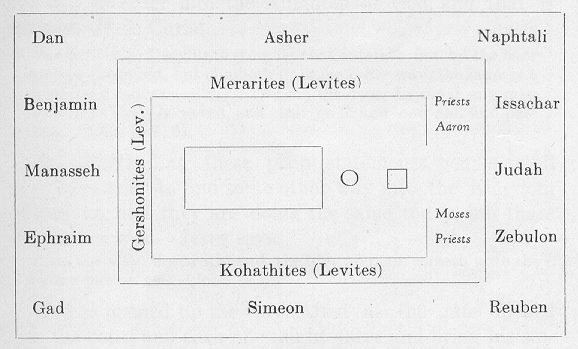 Dan Asher Naphtali
Merarites (Levites)
Benjamin Priests Issachar
Aaron
Gershonites (Lev.)
Manasseh Judah
Moses
Ephraim Priests Zebulon
Kohathites (Levites)
Gad Simeon Reuben